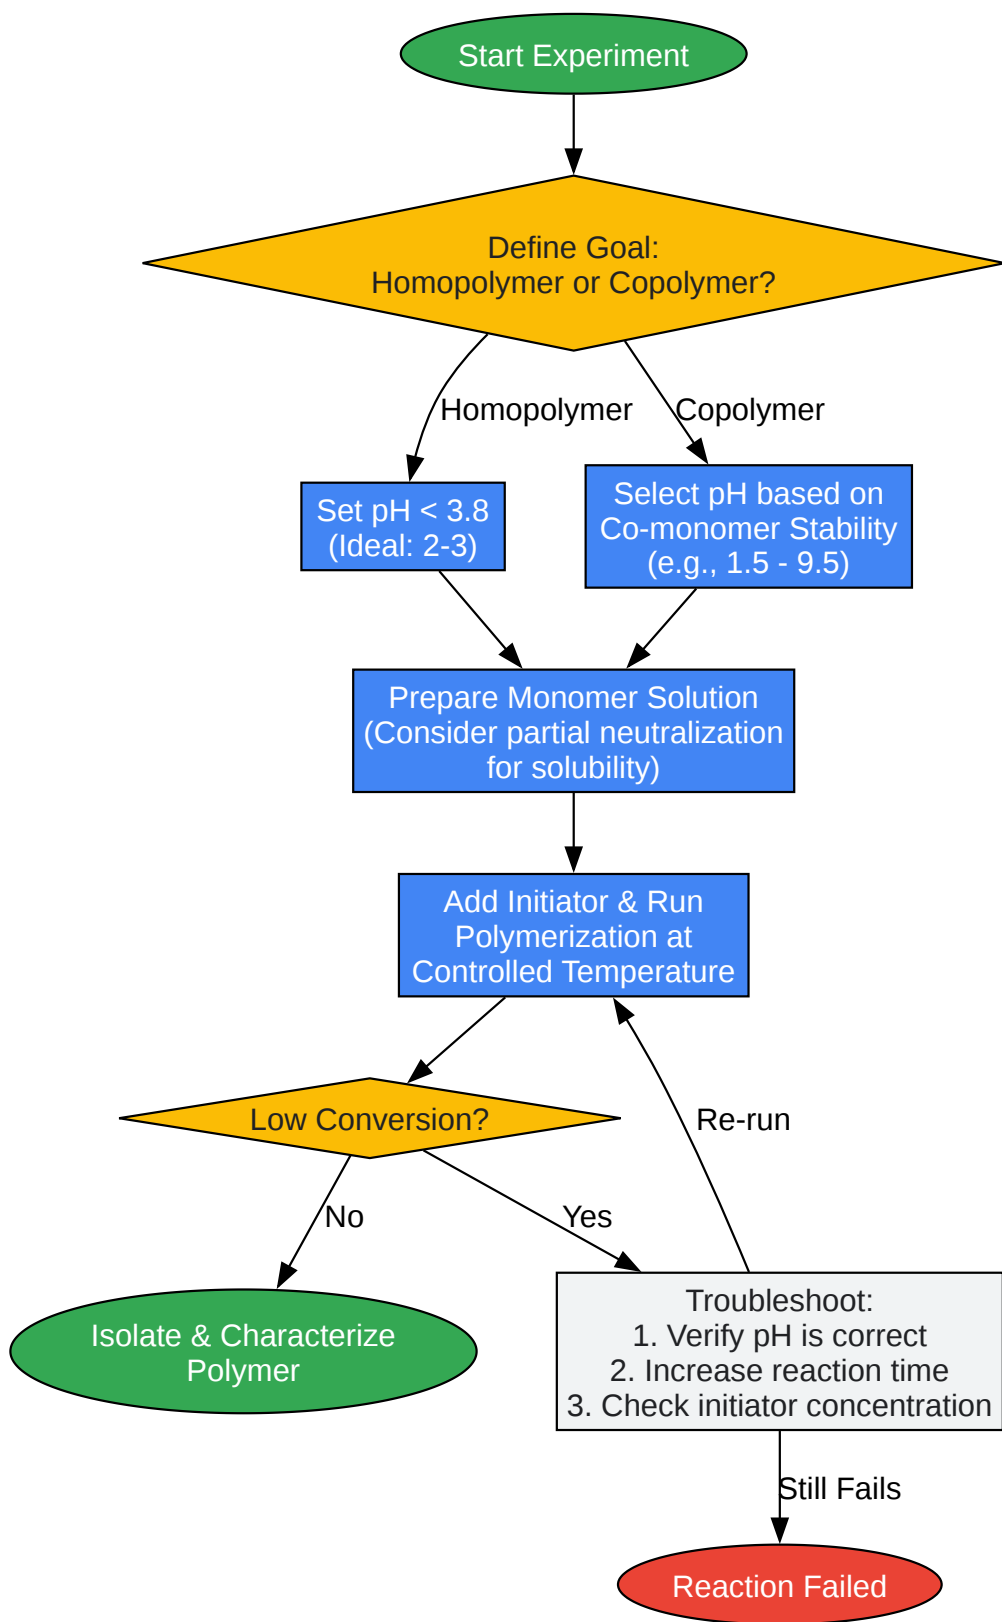 Start Experiment
Define Goal:
Homopolymer or Copolymer?
Homopolymer
Copolymer
Set pH < 3.8
(Ideal: 2-3)
Select pH based on
Co-monomer Stability
(e.g., 1.5 - 9.5)
Prepare Monomer Solution
(Consider partial neutralization
for solubility)
Add Initiator & Run
Polymerization at
Controlled Temperature
Low Conversion?
Re-run
No
Yes
Isolate & Characterize
Polymer
Troubleshoot:
1. Verify pH is correct
2. Increase reaction time
3. Check initiator concentration
Still Fails
Reaction Failed